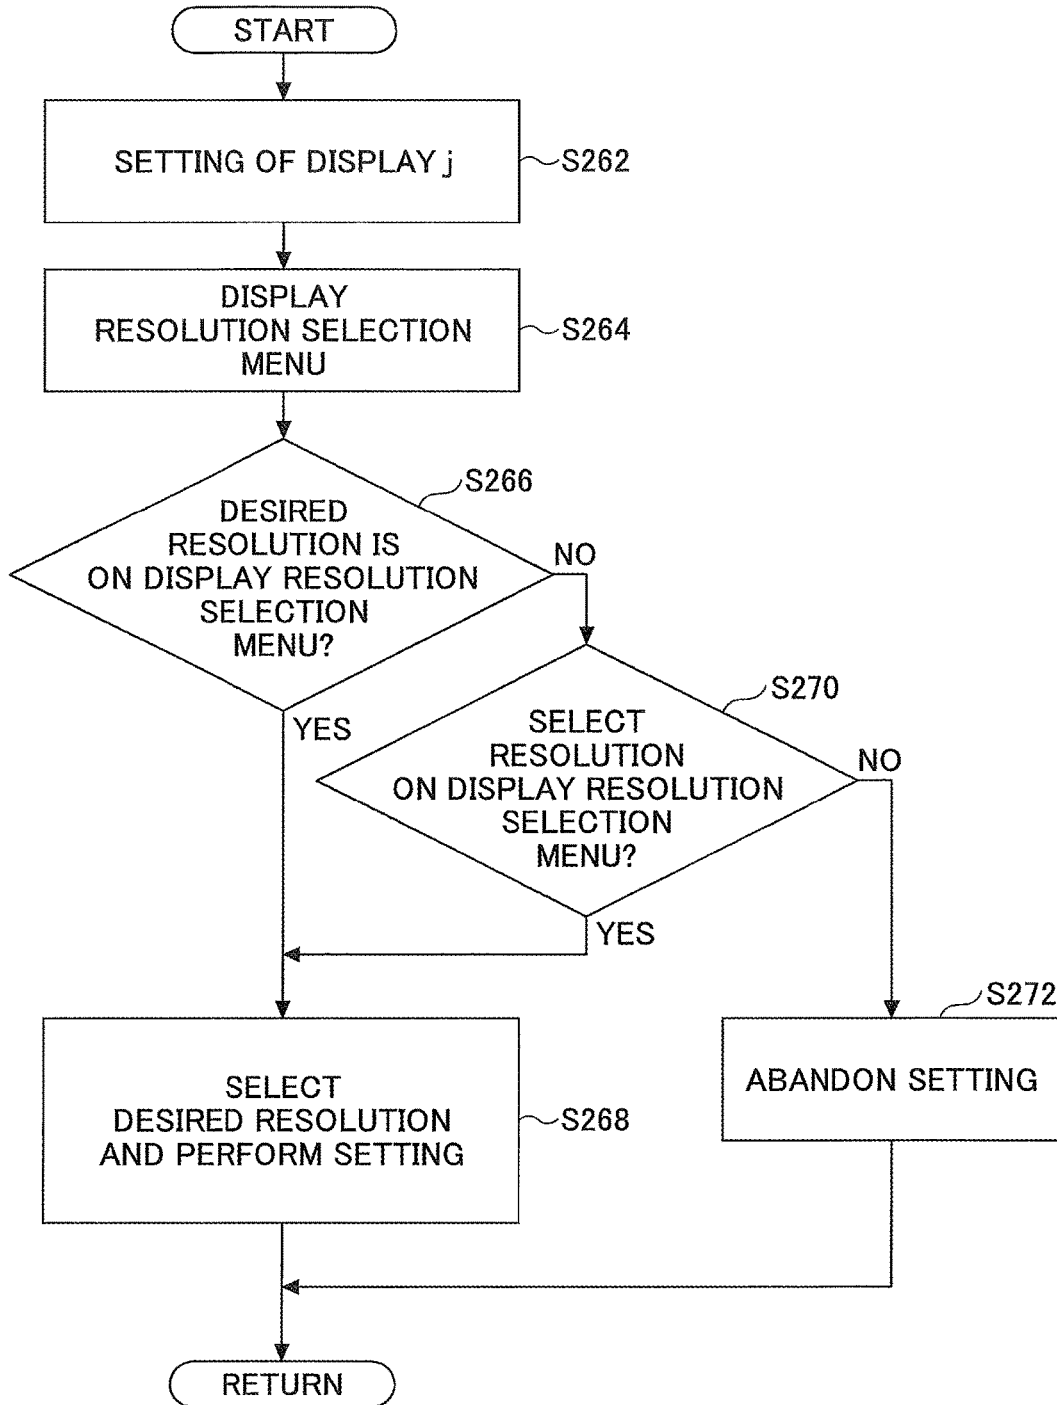 START
SETTING OF DISPLAY j
S262
DISPLAY
RESOLUTION SELECTION
MENU
S264
S266
DESIRED
RESOLUTION IS
ON DISPLAY RESOLUTION
SELECTION
MENU?
NO
YES
S270
SELECT
RESOLUTION
ON DISPLAY RESOLUTION
SELECTION
MENU?
NO
YES
S272
ABANDON SETTING
SELECT
DESIRED RESOLUTION
AND PERFORM SETTING
S268
RETURN